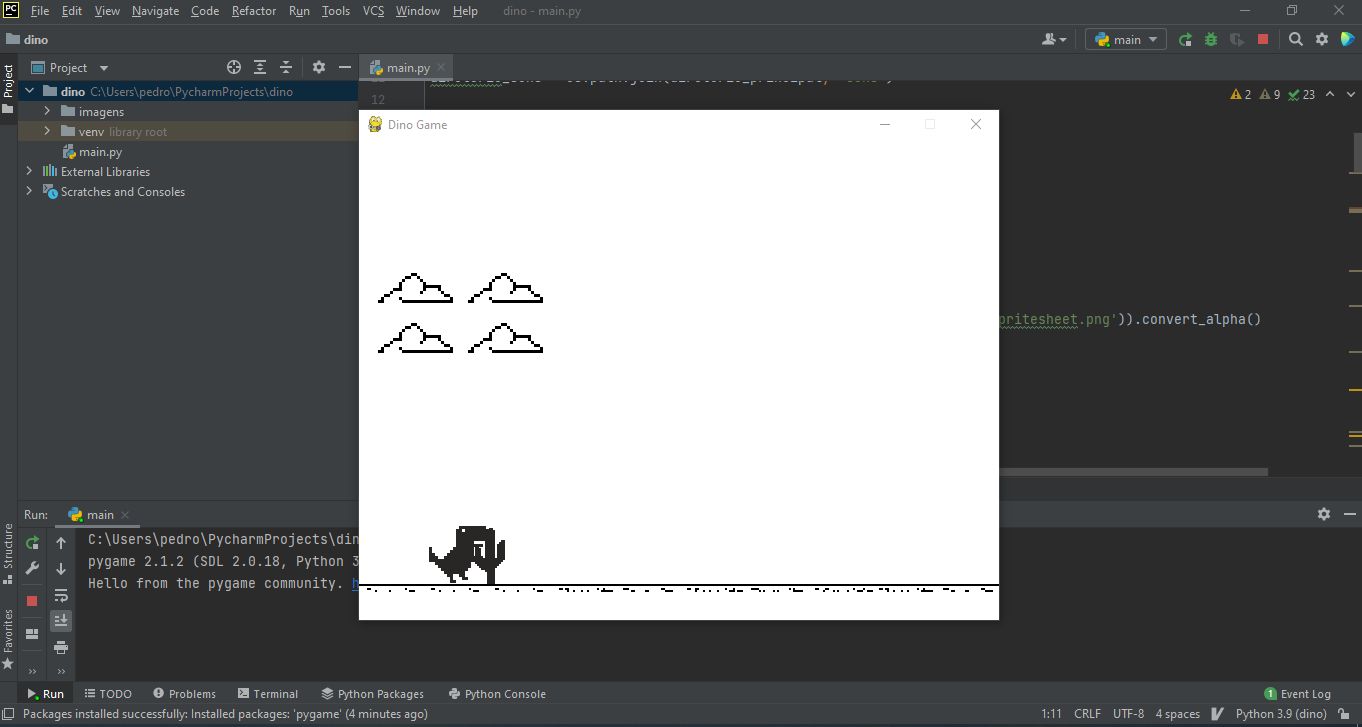 PC File Edit View Navigate Code Refactor Run Tools VCS Window Help dino - main.py
dino main
Project main.py
Project
12
2 9 23
dino C:\Users\pedro\PycharmProjects\dino
imagens
venv library root
main.py
External Libraries
Scratches and Consoles
Dino Game
pritesheet.png')).convert_alpha()
Run: main
C:\Users\pedro\PycharmProjects\din
pygame 2.1.2 (SDL 2.0.18, Python 3
Hello from the pygame community. h
Structure
Favorites
Run TODO Problems Terminal Python Packages Python Console 1 Event Log
Packages installed successfully: Installed packages: 'pygame' (4 minutes ago) 1:11 CRLF UTF-8 4 spaces Python 3.9 (dino)